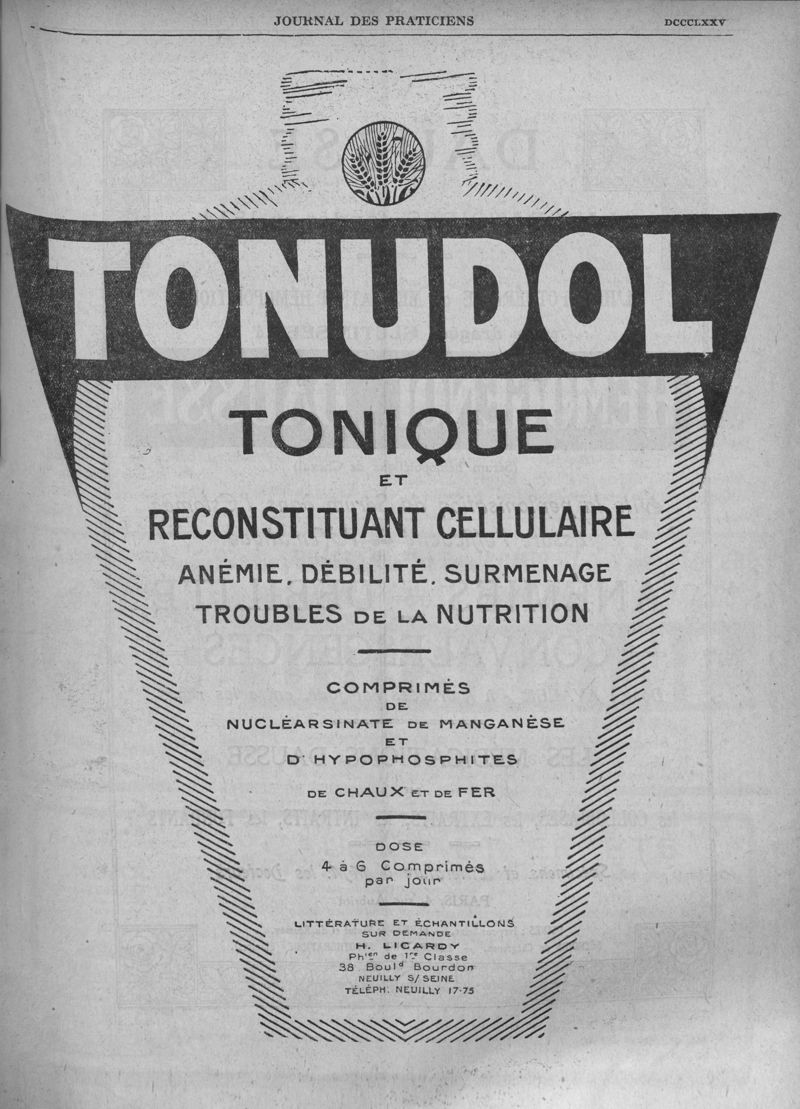 JOURNAL DES PRATICIENS
DCCCLXXV
TONUDOL
TONIQUE
ET
RECONSTITUANT CELLULAIRE
ANÉMIE, DÉBILITÉ, SURMENAGE
TROUBLES DE LA NUTRITION
COMPRIMÉS
DE
NUCLÉARSINATE DE MANGANÈSE
ET
D'HYPOPHOSPHITES
DE CHAUX ET DE FER
DOSE
4 à 6 Comprimés
par jour
LITTÉRATURE ET ÉCHANTILLONS
SUR DEMANDE
H. LICARDY
Phien de 1re Classe
38 Bould Bourdon
NEUILLY S/SEINE
TÉLÉPH. NEUILLY 17-75